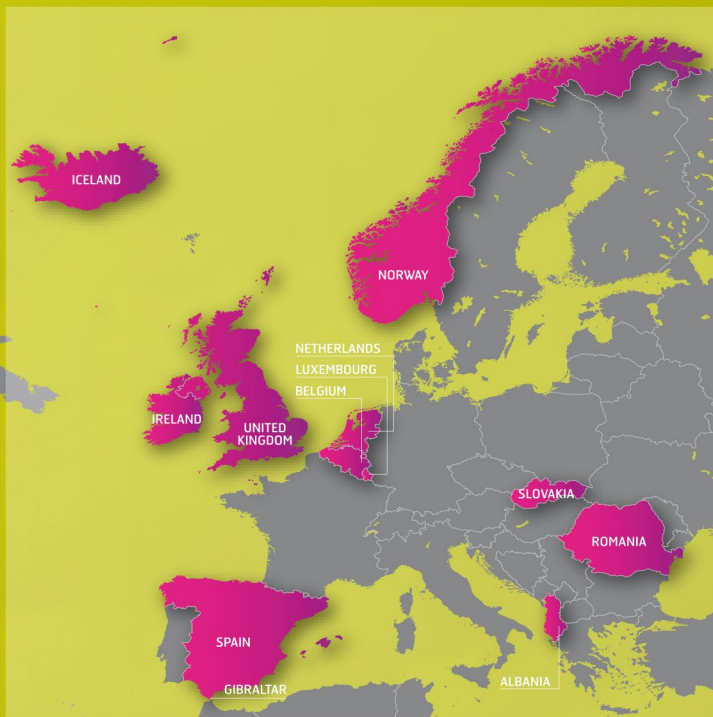 ICELAND
NORWAY
NETHERLANDS
LUXEMBOURG
BELGIUM
IRELAND
UNITED
KINGDOM
SLOVAKIA
ROMANIA
SPAIN
ALBANIA
GIBRALTAR